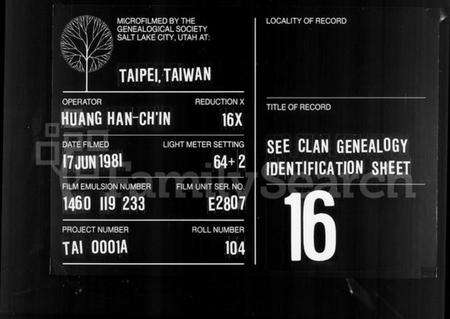 MICROFILMED BY THE
GENEALOGICAL SOCIETY
SALT LAKE CITY, UTAH AT:
TAIPEI, TAIWAN
OPERATOR REDUCTION X
HUANG HAN-CH'IN 16X
DATE FILMED LIGHT METER SETTING
17 JUN 1981 64+2
FILM EMULSION NUMBER FILM UNIT SER. NO.
1460 119 233 E2807
PROJECT NUMBER ROLL NUMBER
TAI 0001A 104
LOCALITY OF RECORD
TITLE OF RECORD
SEE CLAN GENEALOGY
IDENTIFICATION SHEET
16
FamilySearch